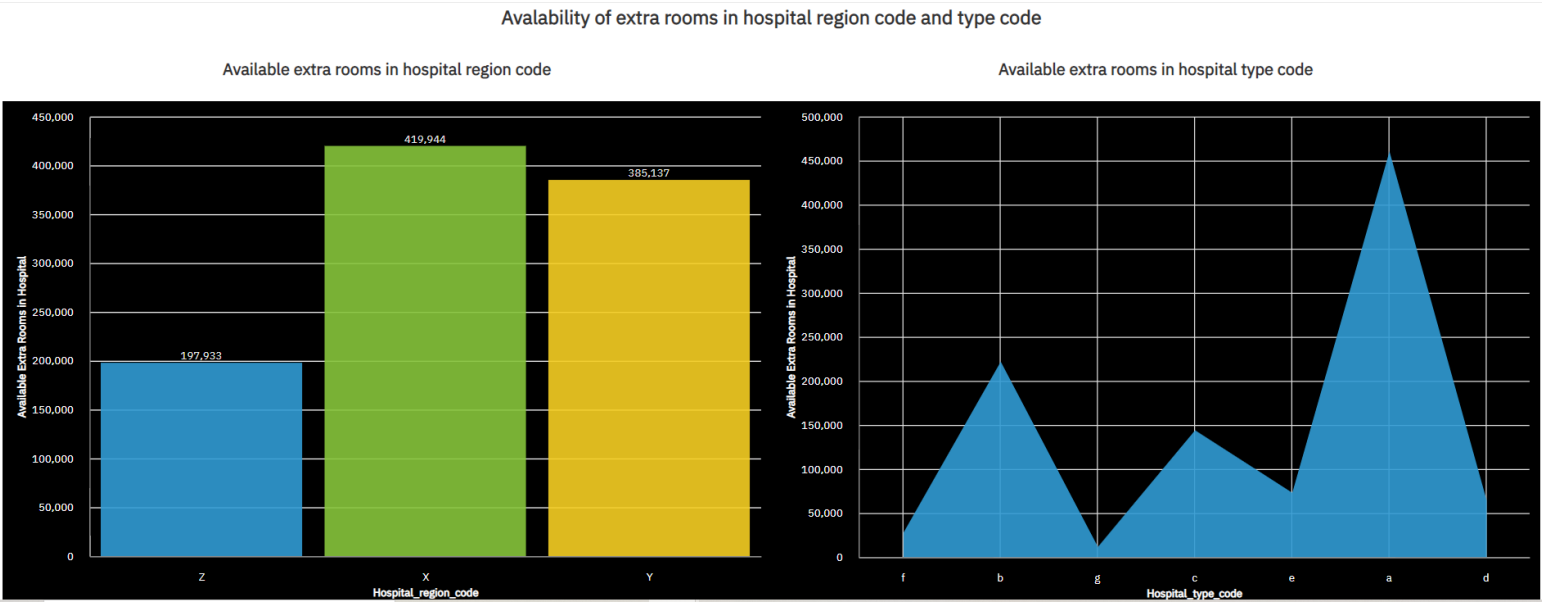 Avalability of extra rooms in hospital region code and type code
Available extra rooms in hospital region code
450,000
400,000
350,000
300,000
250,000
200,000
150,000
100,000
50,000
0
Available Extra Rooms in Hospital
197,933
419,944
385,137
Z X Y
Hospital_region_code
Available extra rooms in hospital type code
500,000
450,000
400,000
350,000
300,000
250,000
200,000
150,000
100,000
50,000
0
Available Extra Rooms in Hospital
f b g c e a d
Hospital_type_code